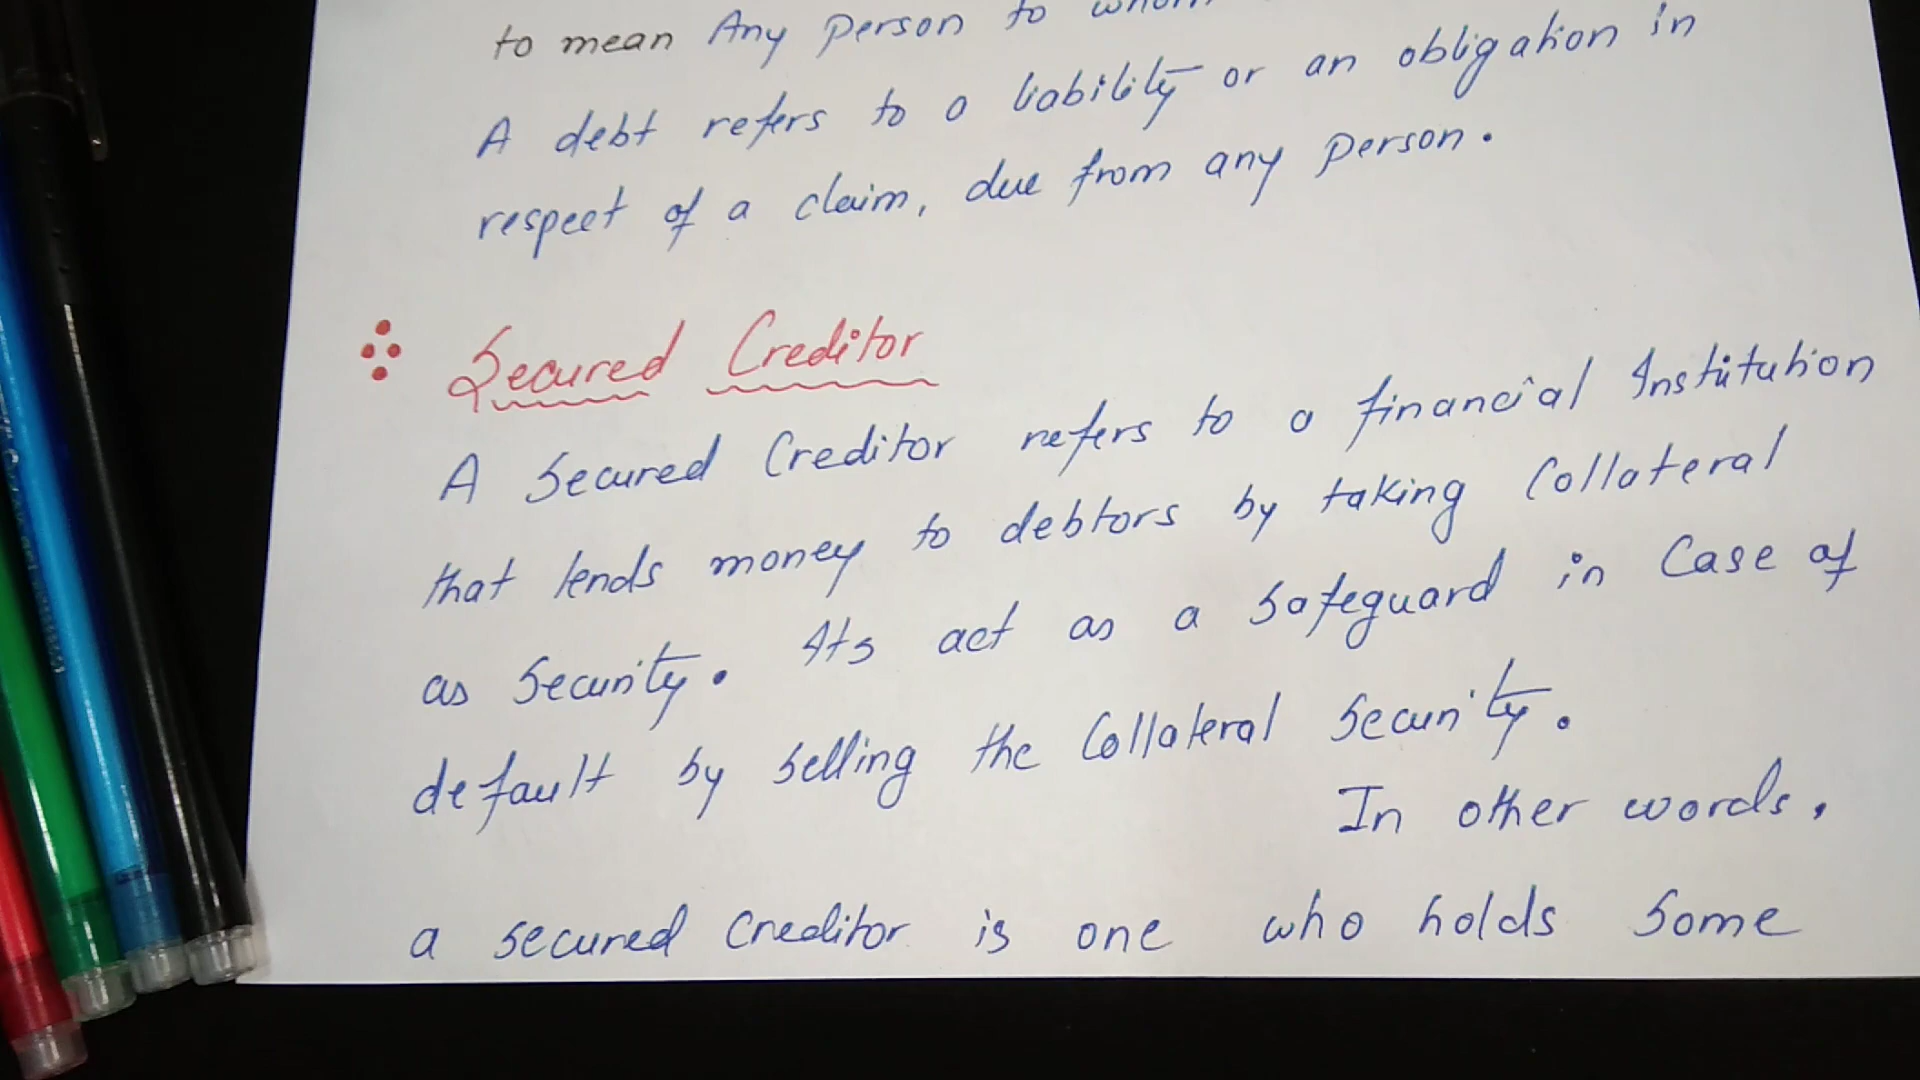 to mean Any person to whom
A debt refers to a liability or an obligation in
respect of a claim, due from any person.
Secured Creditor
A Secured Creditor refers to a financial Institution
that lends money to debtors by taking Collateral
as Security. Its act as a Safeguard in Case of
default by Selling the Collateral Security.
In other words,
a secured Creditor is one who holds Some